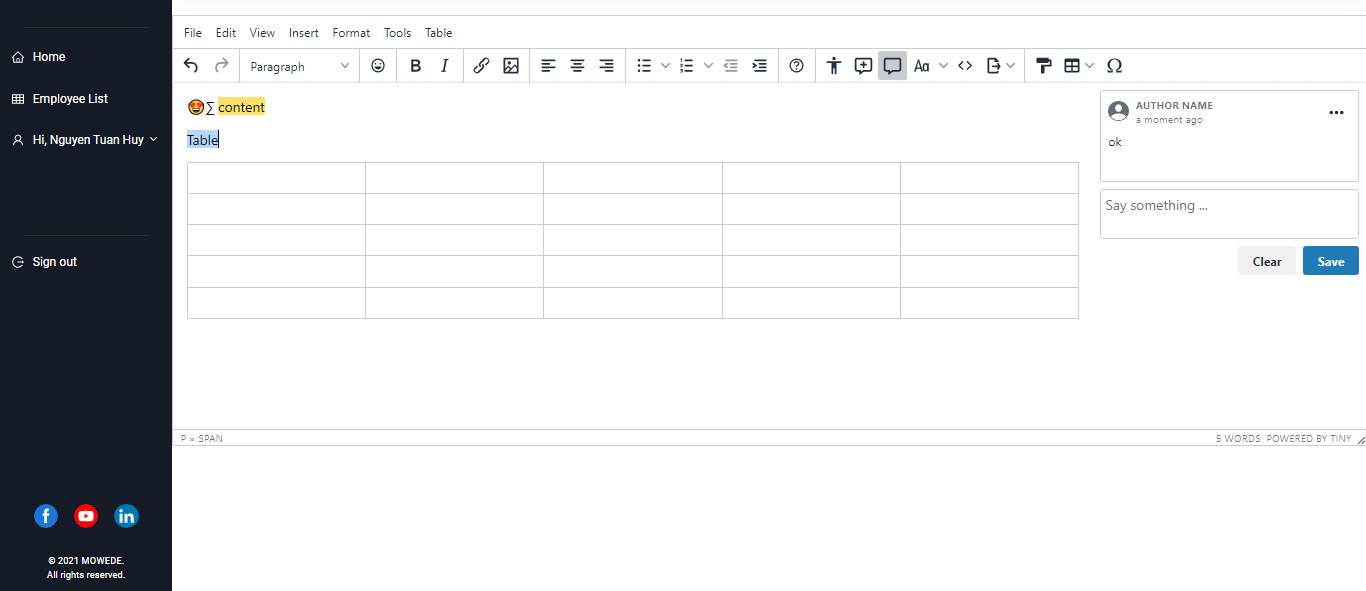 Home
Employee List
Hi, Nguyen Tuan Huy
Sign out
© 2021 MOWEDE.
All rights reserved.
File Edit View Insert Format Tools Table
Paragraph B I Aa Ω
🤩∑ content
Table
AUTHOR NAME
a moment ago
ok
Say something ...
Clear Save
P » SPAN
5 WORDS POWERED BY TINY